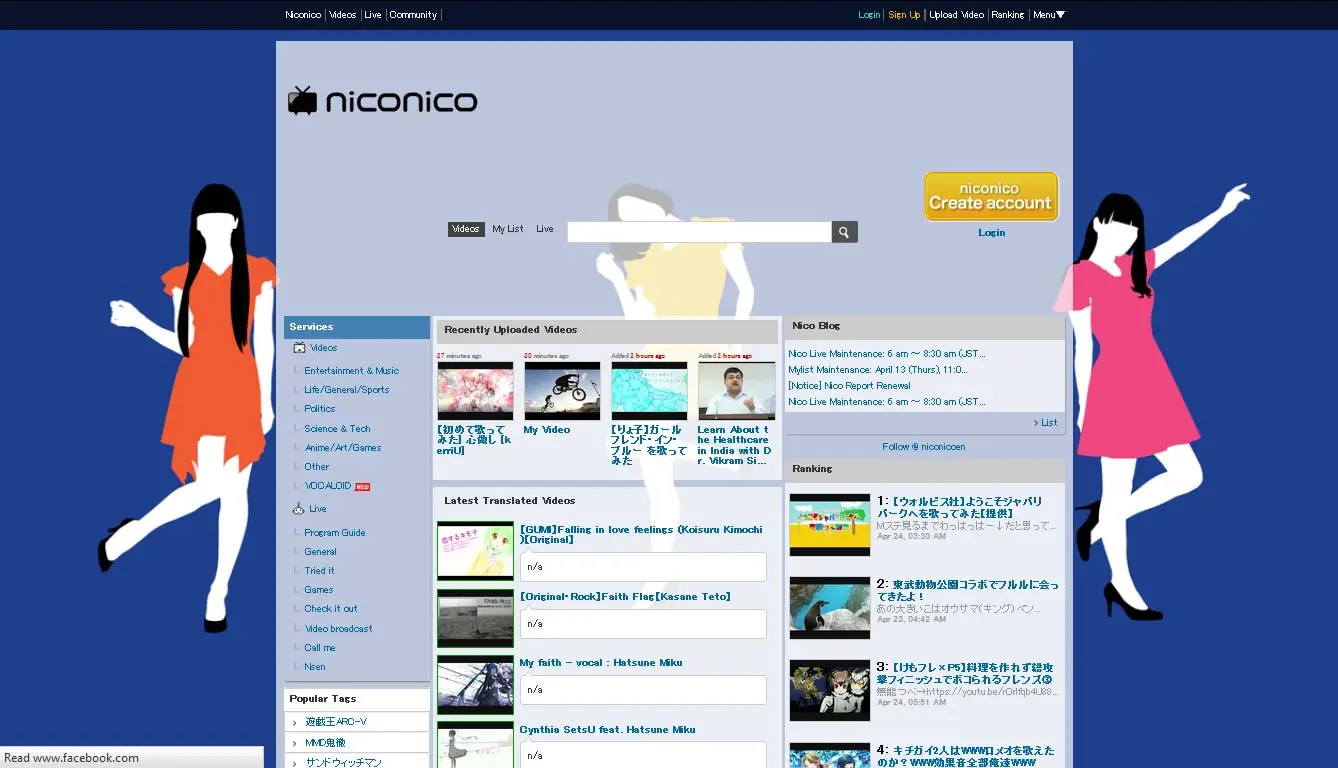 Niconico | Videos | Live | Community |
Login | Sign Up | Upload Video | Ranking | Menu▼
niconico
niconico
Create account
Login
Videos My List Live
Services
Videos
Entertainment & Music
Life/General/Sports
Politics
Science & Tech
Anime/Art/Games
Other
VOCALOID NEW
Live
Program Guide
General
Tried it
Games
Check it out
Video broadcast
Call me
Nsen
Popular Tags
遊戯王ARC-V
MMD鬼徹
サンドウィッチマン
Recently Uploaded Videos
27 minutes ago
【初めて歌って
みた】心做し [k
erriU]
30 minutes ago
My Video
Added 2 hours ago
【りょ子】ガール
フレンド・イン・
ブルー を歌って
みた
Added 2 hours ago
Learn About t
he Healthcare
in India with D
r. Vikram Si...
Latest Translated Videos
【GUMI】Falling in love feelings (Koisuru Kimochi
)【Original】
n/a
【Original・Rock】Faith Flag【Kasane Teto】
n/a
My faith - vocal : Hatsune Miku
n/a
Cynthia SetsU feat. Hatsune Miku
n/a
Nico Blog
Nico Live Maintenance: 6 am ～ 8:30 am (JST...
Mylist Maintenance: April 13 (Thurs), 11:0...
[Notice] Nico Report Renewal
Nico Live Maintenance: 6 am ～ 8:30 am (JST...
> List
Follow @ niconicoen
Ranking
1: 【ウォルピス社】ようこそジャパリ
パークへを歌ってみた【提供】
Mステ見るまでわっはっはー↓だと思って...
Apr 24, 03:30 AM
2: 東武動物公園コラボでフルルに会っ
てきたよ！
あの大きいこはオウサマ(キング)ペン...
Apr 23, 04:42 AM
3: 【けもフレ×P5】料理を作れず総攻
撃フィニッシュでボコられるフレンズ
無能つべ→https://youtu.be/rOrlfqb4U88...
Apr 24, 05:51 AM
4: キチガイ2人はWWWロメオを歌えた
のか？WWW効果音全部俺達WWW
Read www.facebook.com